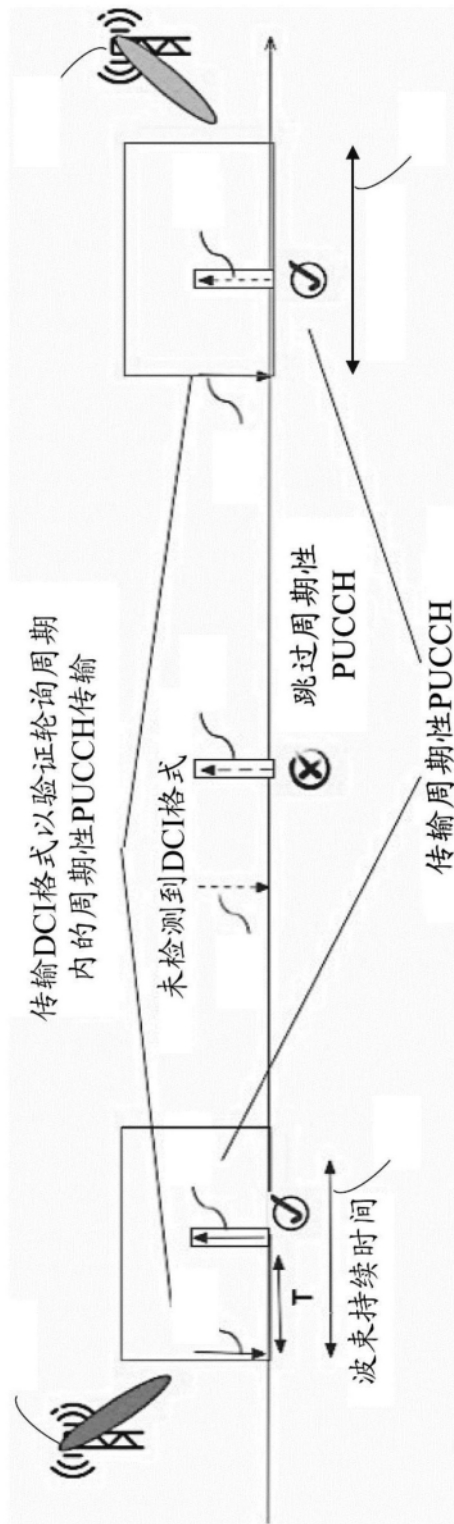 传输DCI格式以验证轮询周期
内的周期性PUCCH传输
未检测到DCI格式
跳过周期性
PUCCH
T
波束持续时间
传输周期性PUCCH